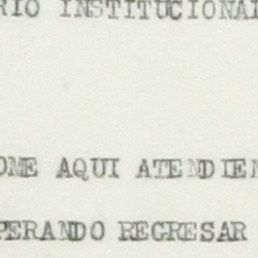 RIO INSTITUCIONAL
OME AQUI ATENDIEN
PERANDO REGRESAR